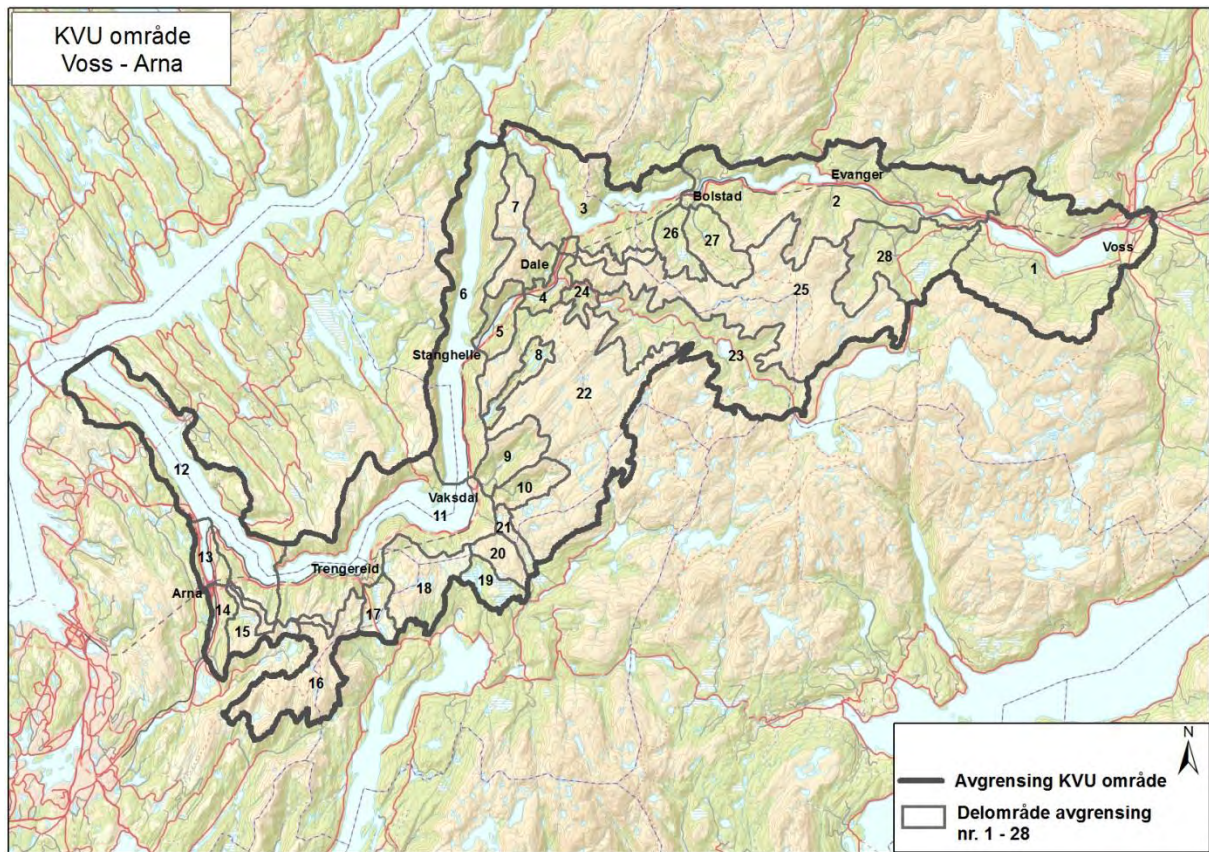 KVU område
Voss - Arna
Evanger
Bolstad
2
3
7
26
27
Voss
28
1
Dale
6
4
24
25
5
Stanghelle
8
23
22
12
9
Vaksdal
10
11
21
13
20
Trengereid
18
19
Arna
14
17
15
16
N
Avgrensing KVU område
Delområde avgrensing
nr. 1 - 28